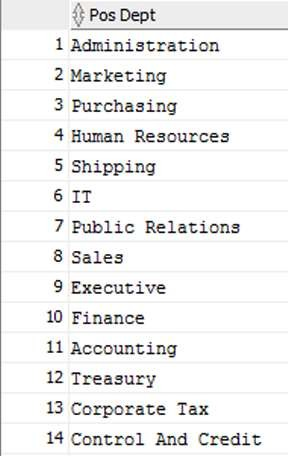 Pos Dept
1 Administration
2 Marketing
3 Purchasing
4 Human Resources
5 Shipping
6 IT
7 Public Relations
8 Sales
9 Executive
10 Finance
11 Accounting
12 Treasury
13 Corporate Tax
14 Control And Credit